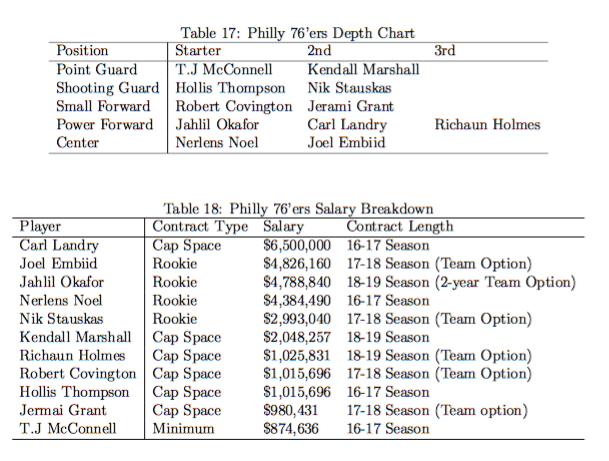 Table 17: Philly 76'ers Depth Chart
Position Starter 2nd 3rd
Point Guard T.J McConnell Kendall Marshall
Shooting Guard Hollis Thompson Nik Stauskas
Small Forward Robert Covington Jerami Grant
Power Forward Jahlil Okafor Carl Landry Richaun Holmes
Center Nerlens Noel Joel Embiid
Table 18: Philly 76'ers Salary Breakdown
Player Contract Type Salary Contract Length
Carl Landry Cap Space $6,500,000 16-17 Season
Joel Embiid Rookie $4,826,160 17-18 Season (Team Option)
Jahlil Okafor Rookie $4,788,840 18-19 Season (2-year Team Option)
Nerlens Noel Rookie $4,384,490 16-17 Season
Nik Stauskas Rookie $2,993,040 17-18 Season (Team Option)
Kendall Marshall Cap Space $2,048,257 18-19 Season
Richaun Holmes Cap Space $1,025,831 18-19 Season (Team Option)
Robert Covington Cap Space $1,015,696 17-18 Season (Team Option)
Hollis Thompson Cap Space $1,015,696 16-17 Season
Jermai Grant Cap Space $980,431 17-18 Season (Team option)
T.J McConnell Minimum $874,636 16-17 Season